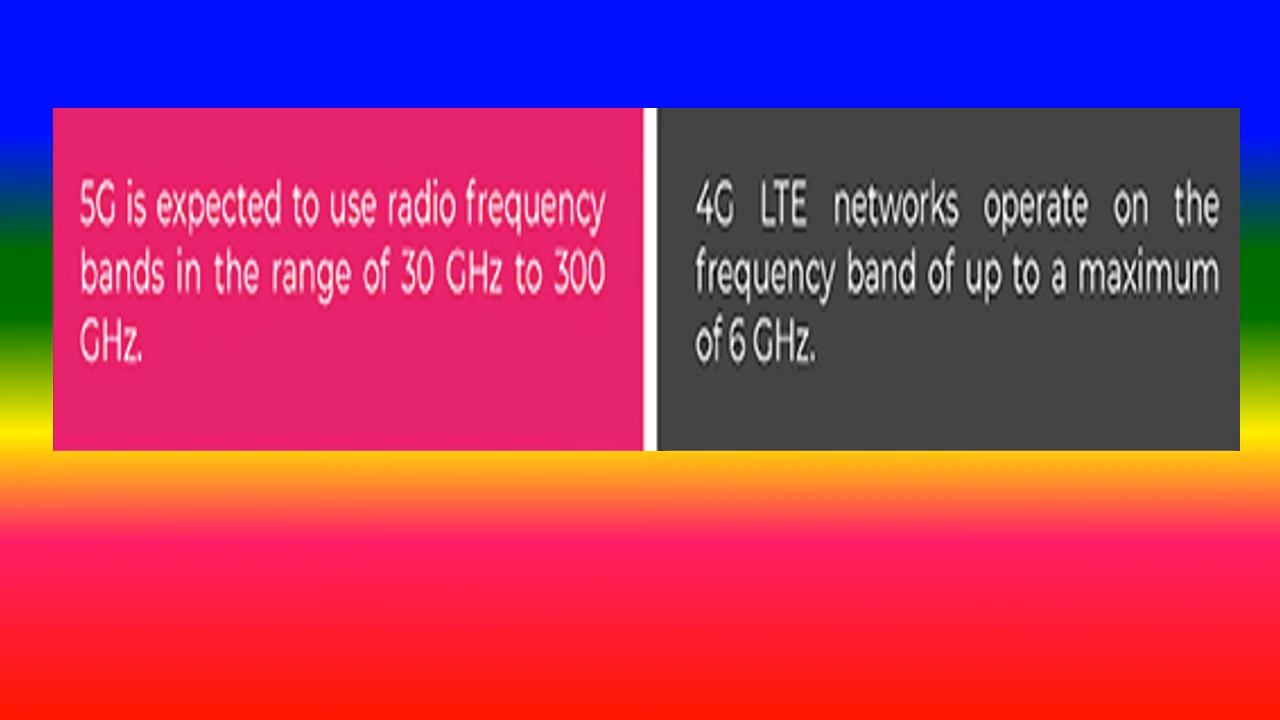 5G is expected to use radio frequency
bands in the range of 30 GHz to 300
GHz.
4G LTE networks operate on the
frequency band of up to a maximum
of 6 GHz.